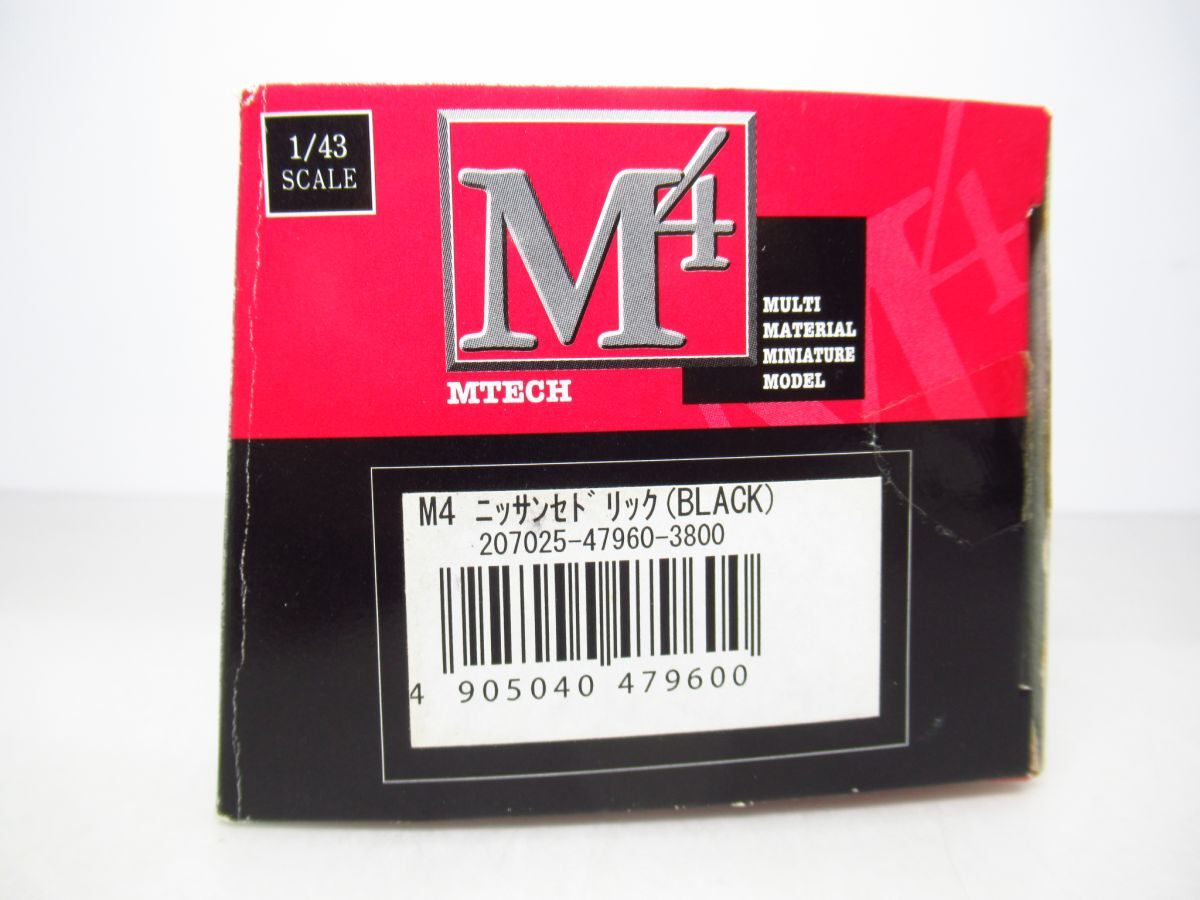 1/43
SCALE
M4
MTECH
MULTI
MATERIAL
MINIATURE
MODEL
M4 ニッサンセドリック(BLACK)
207025-47960-3800
4 905040 479600